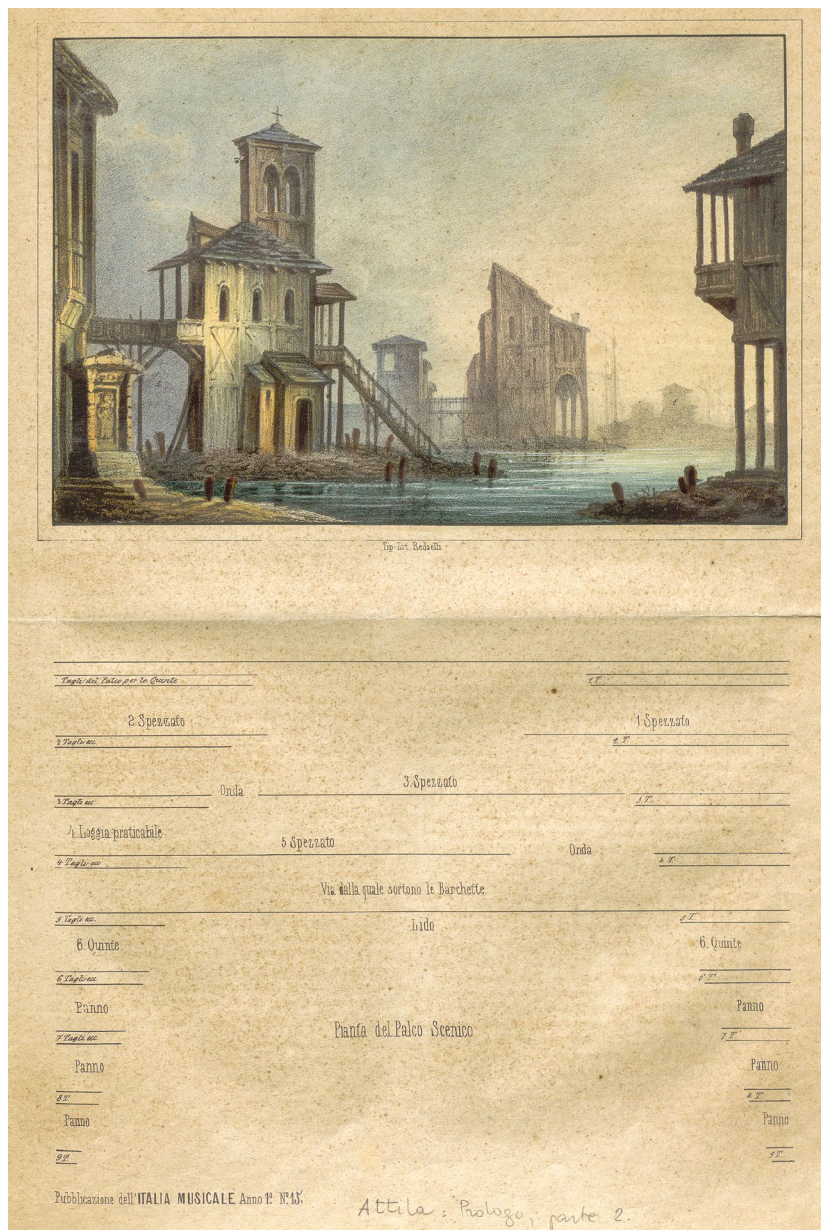 Tip-Lit. Redaelli
Tagli del Palco per le Quinte
1. T.
2 Spezzato
1 Spezzato
2 Tagli ecc.
2. T.
3. Spezzato
Onda
3 Tagli ecc
3 T.
4. Loggia praticabile
5. Spezzato
Onda
4 Tagli ecc
4 T.
Via dalla quale sortono le Barchette
5 Tagli ecc.
5 T.
Lido
6. Quinte
6. Quinte
6 Tagli ecc
6 T.
Panno
Panno
Pianta del Palco Scenico
7 Tagli ecc
7 T.
Panno
Panno
8 T.
8 T.
Panno
Panno
9 T.
9 T.
Pubblicazione dell'ITALIA MUSICALE Anno 1º. Nº. 13.
Attila: Prologo, parte 2.